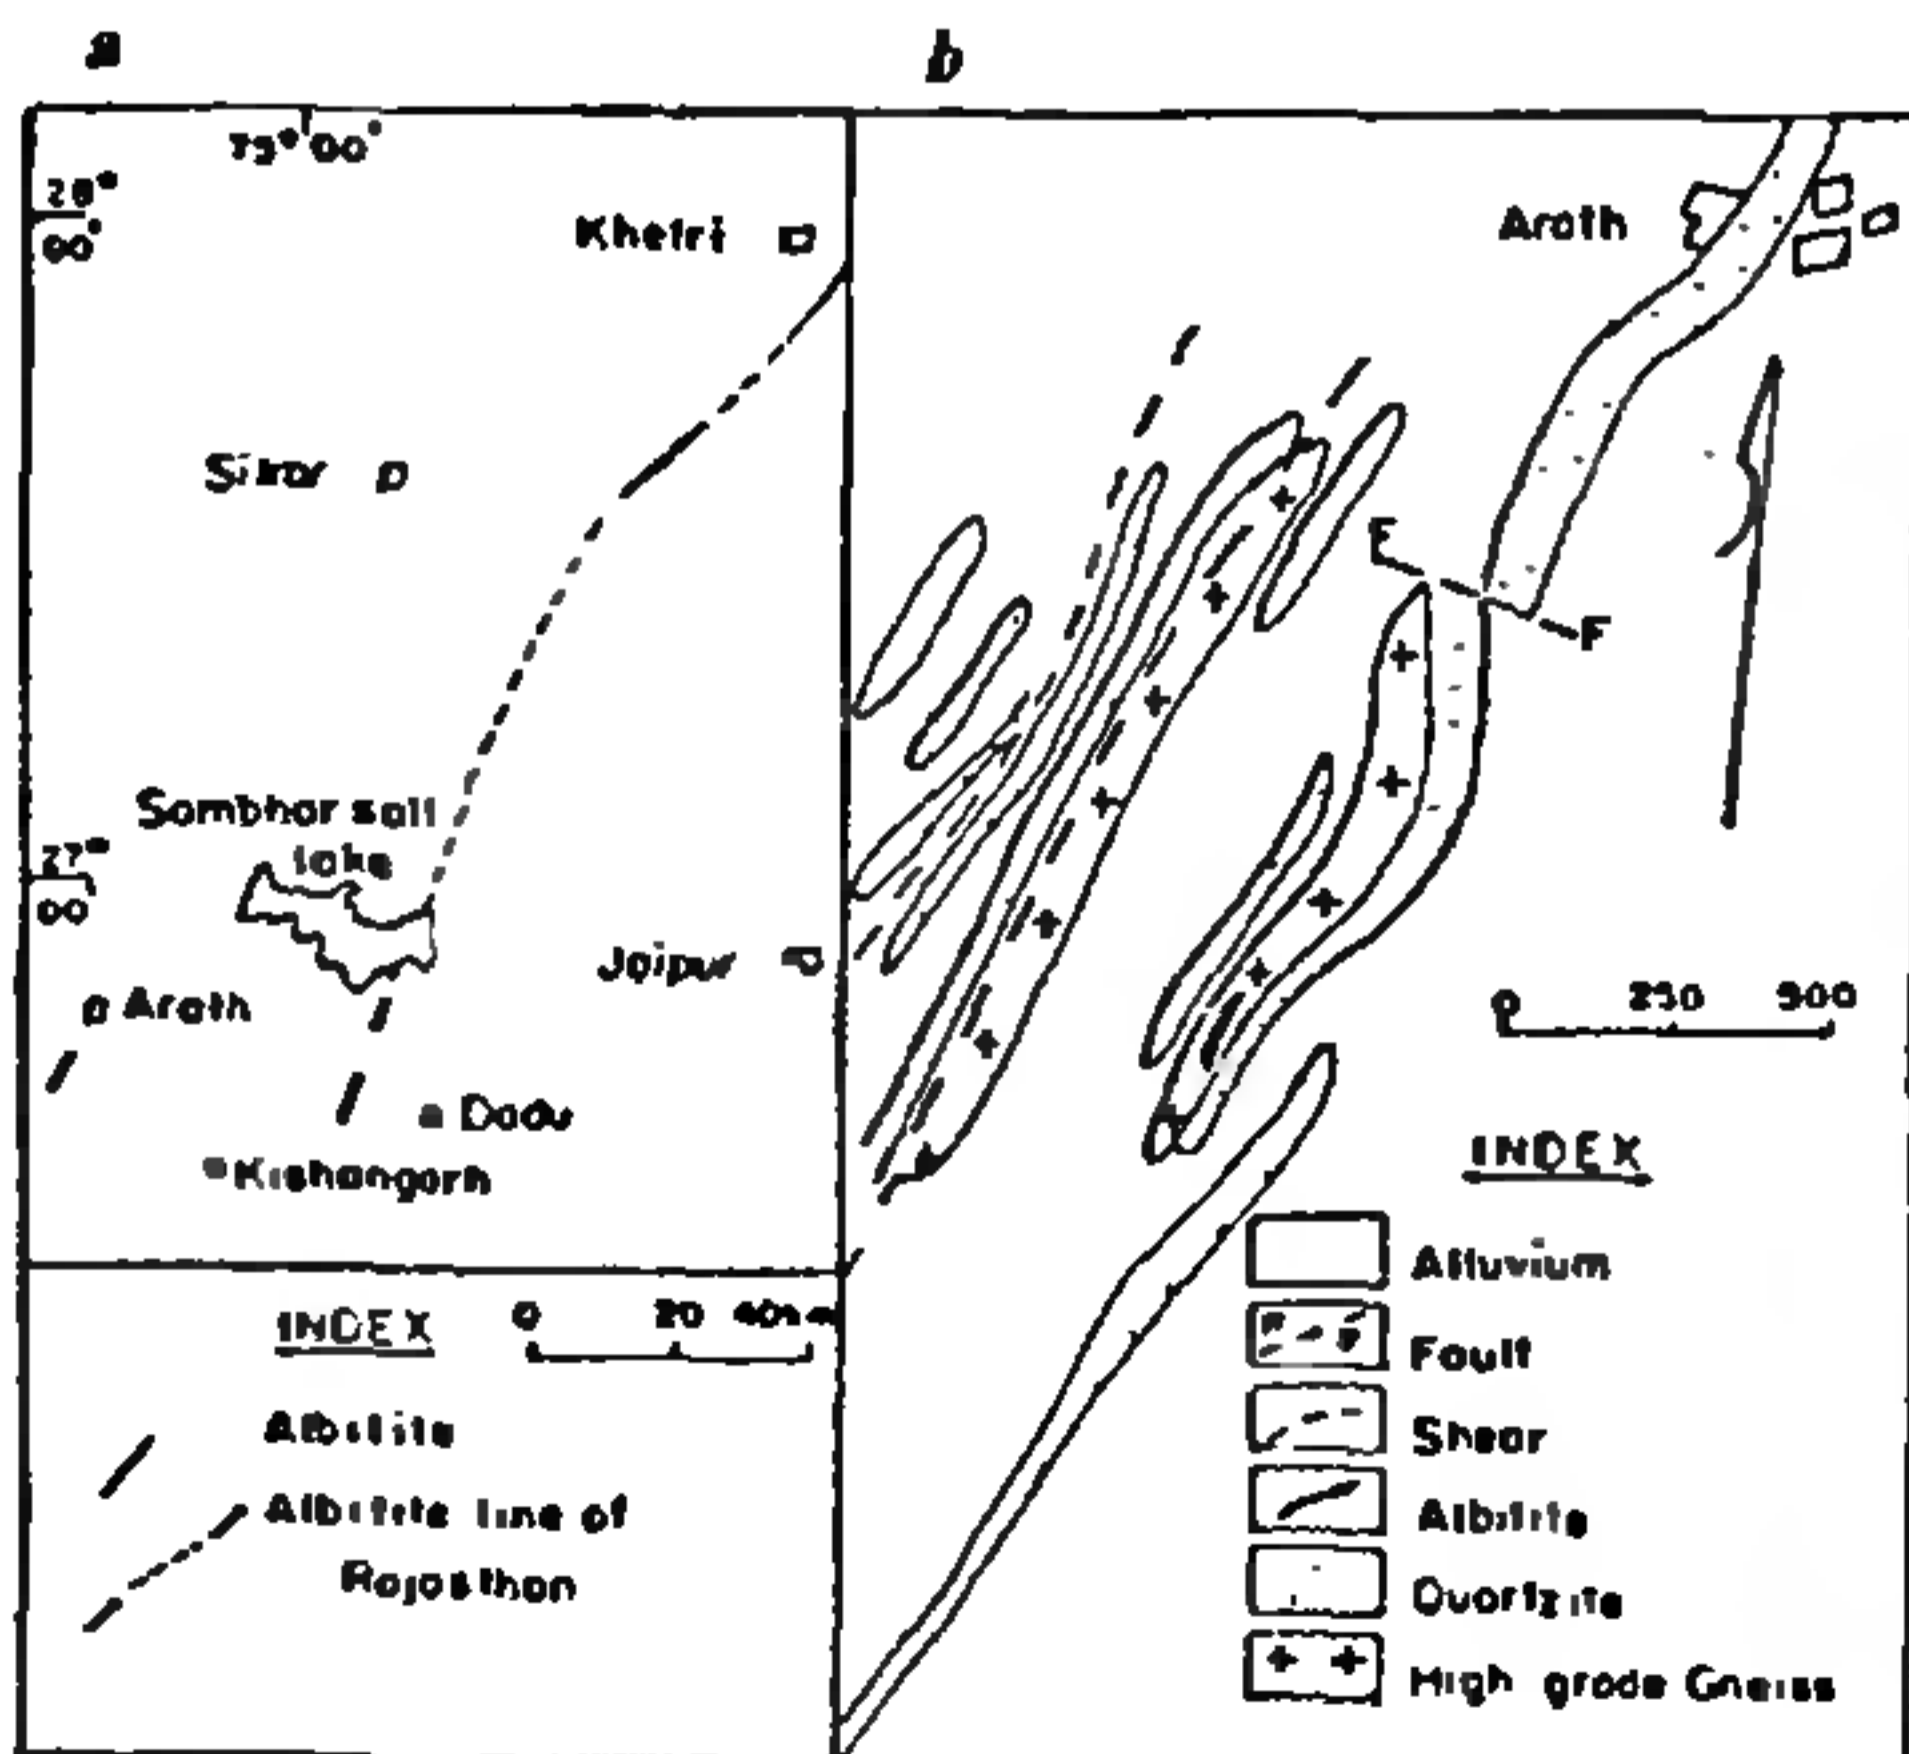 a
b
75° 00'
28°
00'
Khetri
Sikar
Sambhar salt
lake
27°
00
Jaipur
Arath
Dadu
Kishangarh
INDEX
0 20 40km
Albitite
Albitite line of
Rajasthan
Arath
F
F
0 250 500
INDEX
Alluvium
Fault
Shear
Albitite
Quartzite
High grade Gneiss